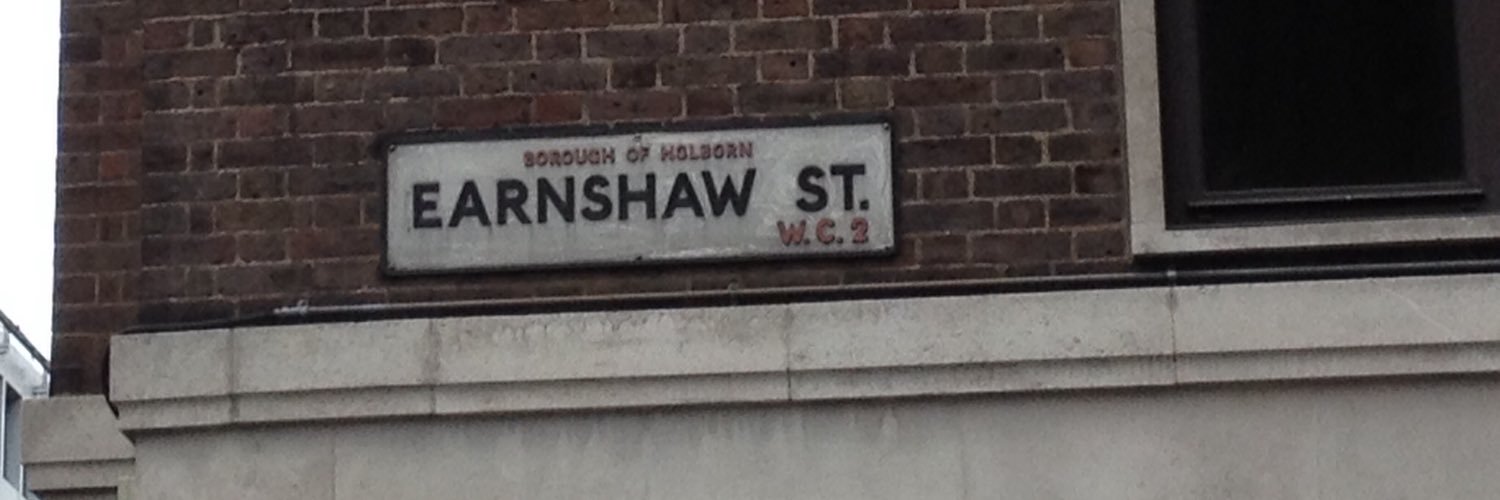 BOROUGH OF HOLBORN
EARNSHAW ST.
W.C.2